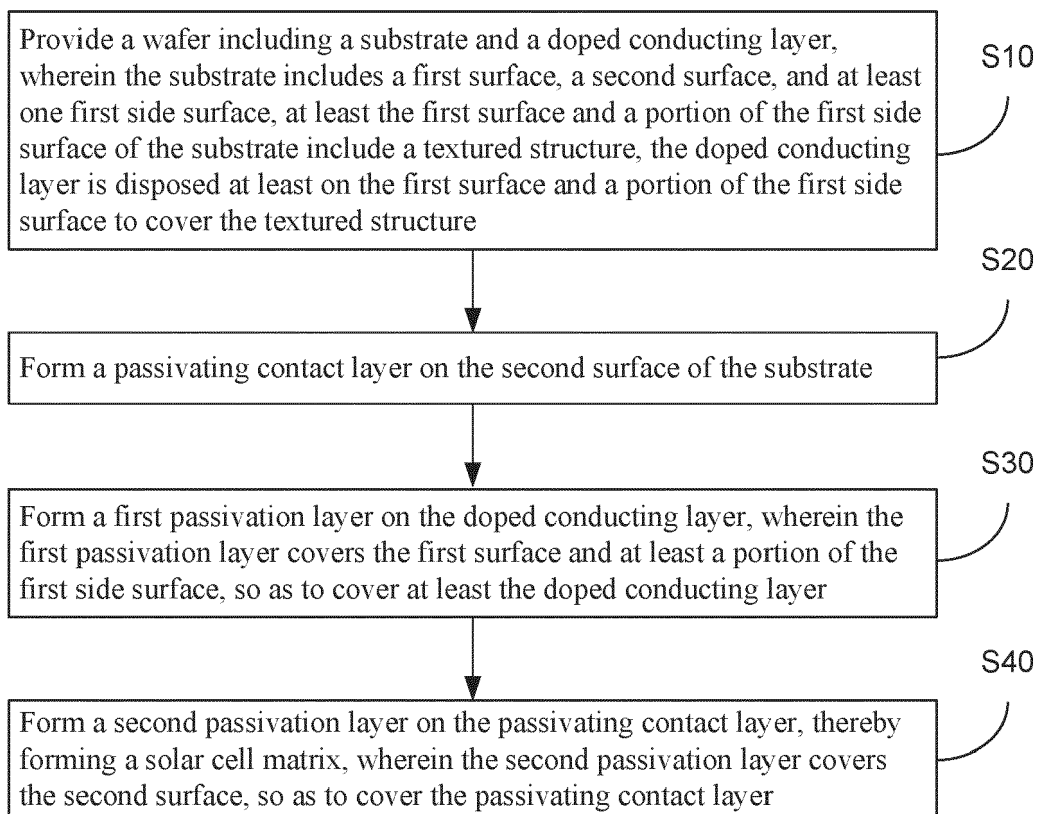 Provide a wafer including a substrate and a doped conducting layer,
wherein the substrate includes a first surface, a second surface, and at least
one first side surface, at least the first surface and a portion of the first side
surface of the substrate include a textured structure, the doped conducting
layer is disposed at least on the first surface and a portion of the first side
surface to cover the textured structure
S10
S20
Form a passivating contact layer on the second surface of the substrate
S30
Form a first passivation layer on the doped conducting layer, wherein the
first passivation layer covers the first surface and at least a portion of the
first side surface, so as to cover at least the doped conducting layer
S40
Form a second passivation layer on the passivating contact layer, thereby
forming a solar cell matrix, wherein the second passivation layer covers
the second surface, so as to cover the passivating contact layer